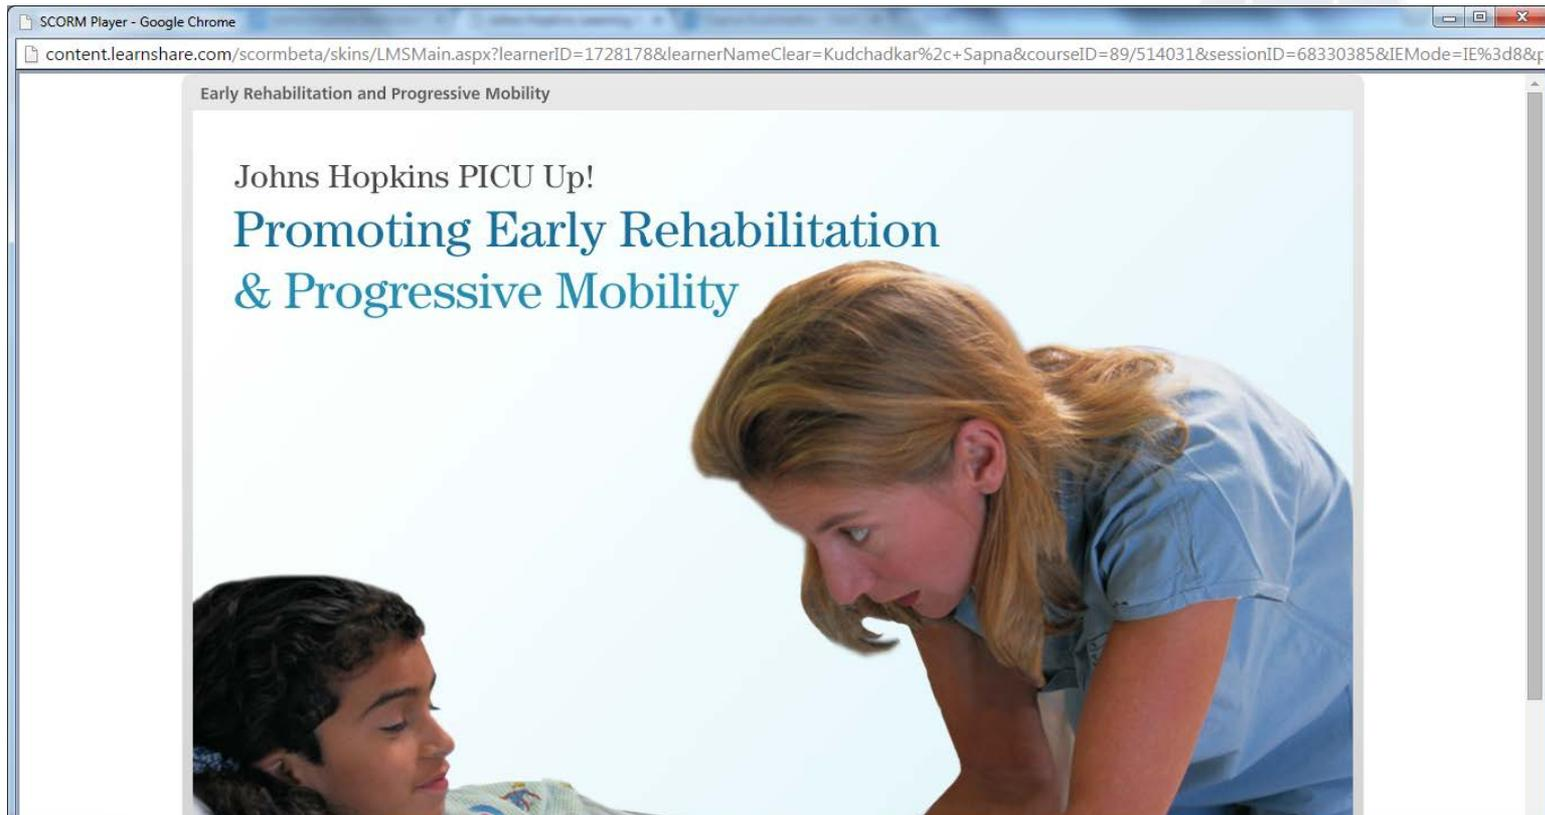 SCORM Player - Google Chrome
content.learnshare.com/scormbeta/skins/LMSMain.aspx?learnerID=1728178&learnerNameClear=Kudchadkar%2c+Sapna&courseID=89/514031&sessionID=68330385&IEMode=IE%3d8&p
Early Rehabilitation and Progressive Mobility
Johns Hopkins PICU Up!
Promoting Early Rehabilitation
& Progressive Mobility